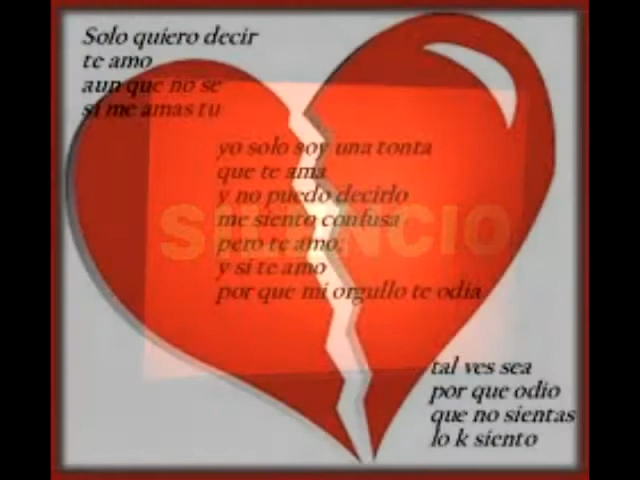 Solo quiero decir
te amo
aun que no se
si me amas tu
yo solo soy una tonta
que te ama
y no puedo decirlo
me siento confusa
SILENCIO
pero te amo,
y si te amo
por que mi orgullo te odia
tal ves sea
por que odio
que no sientas
lo k siento